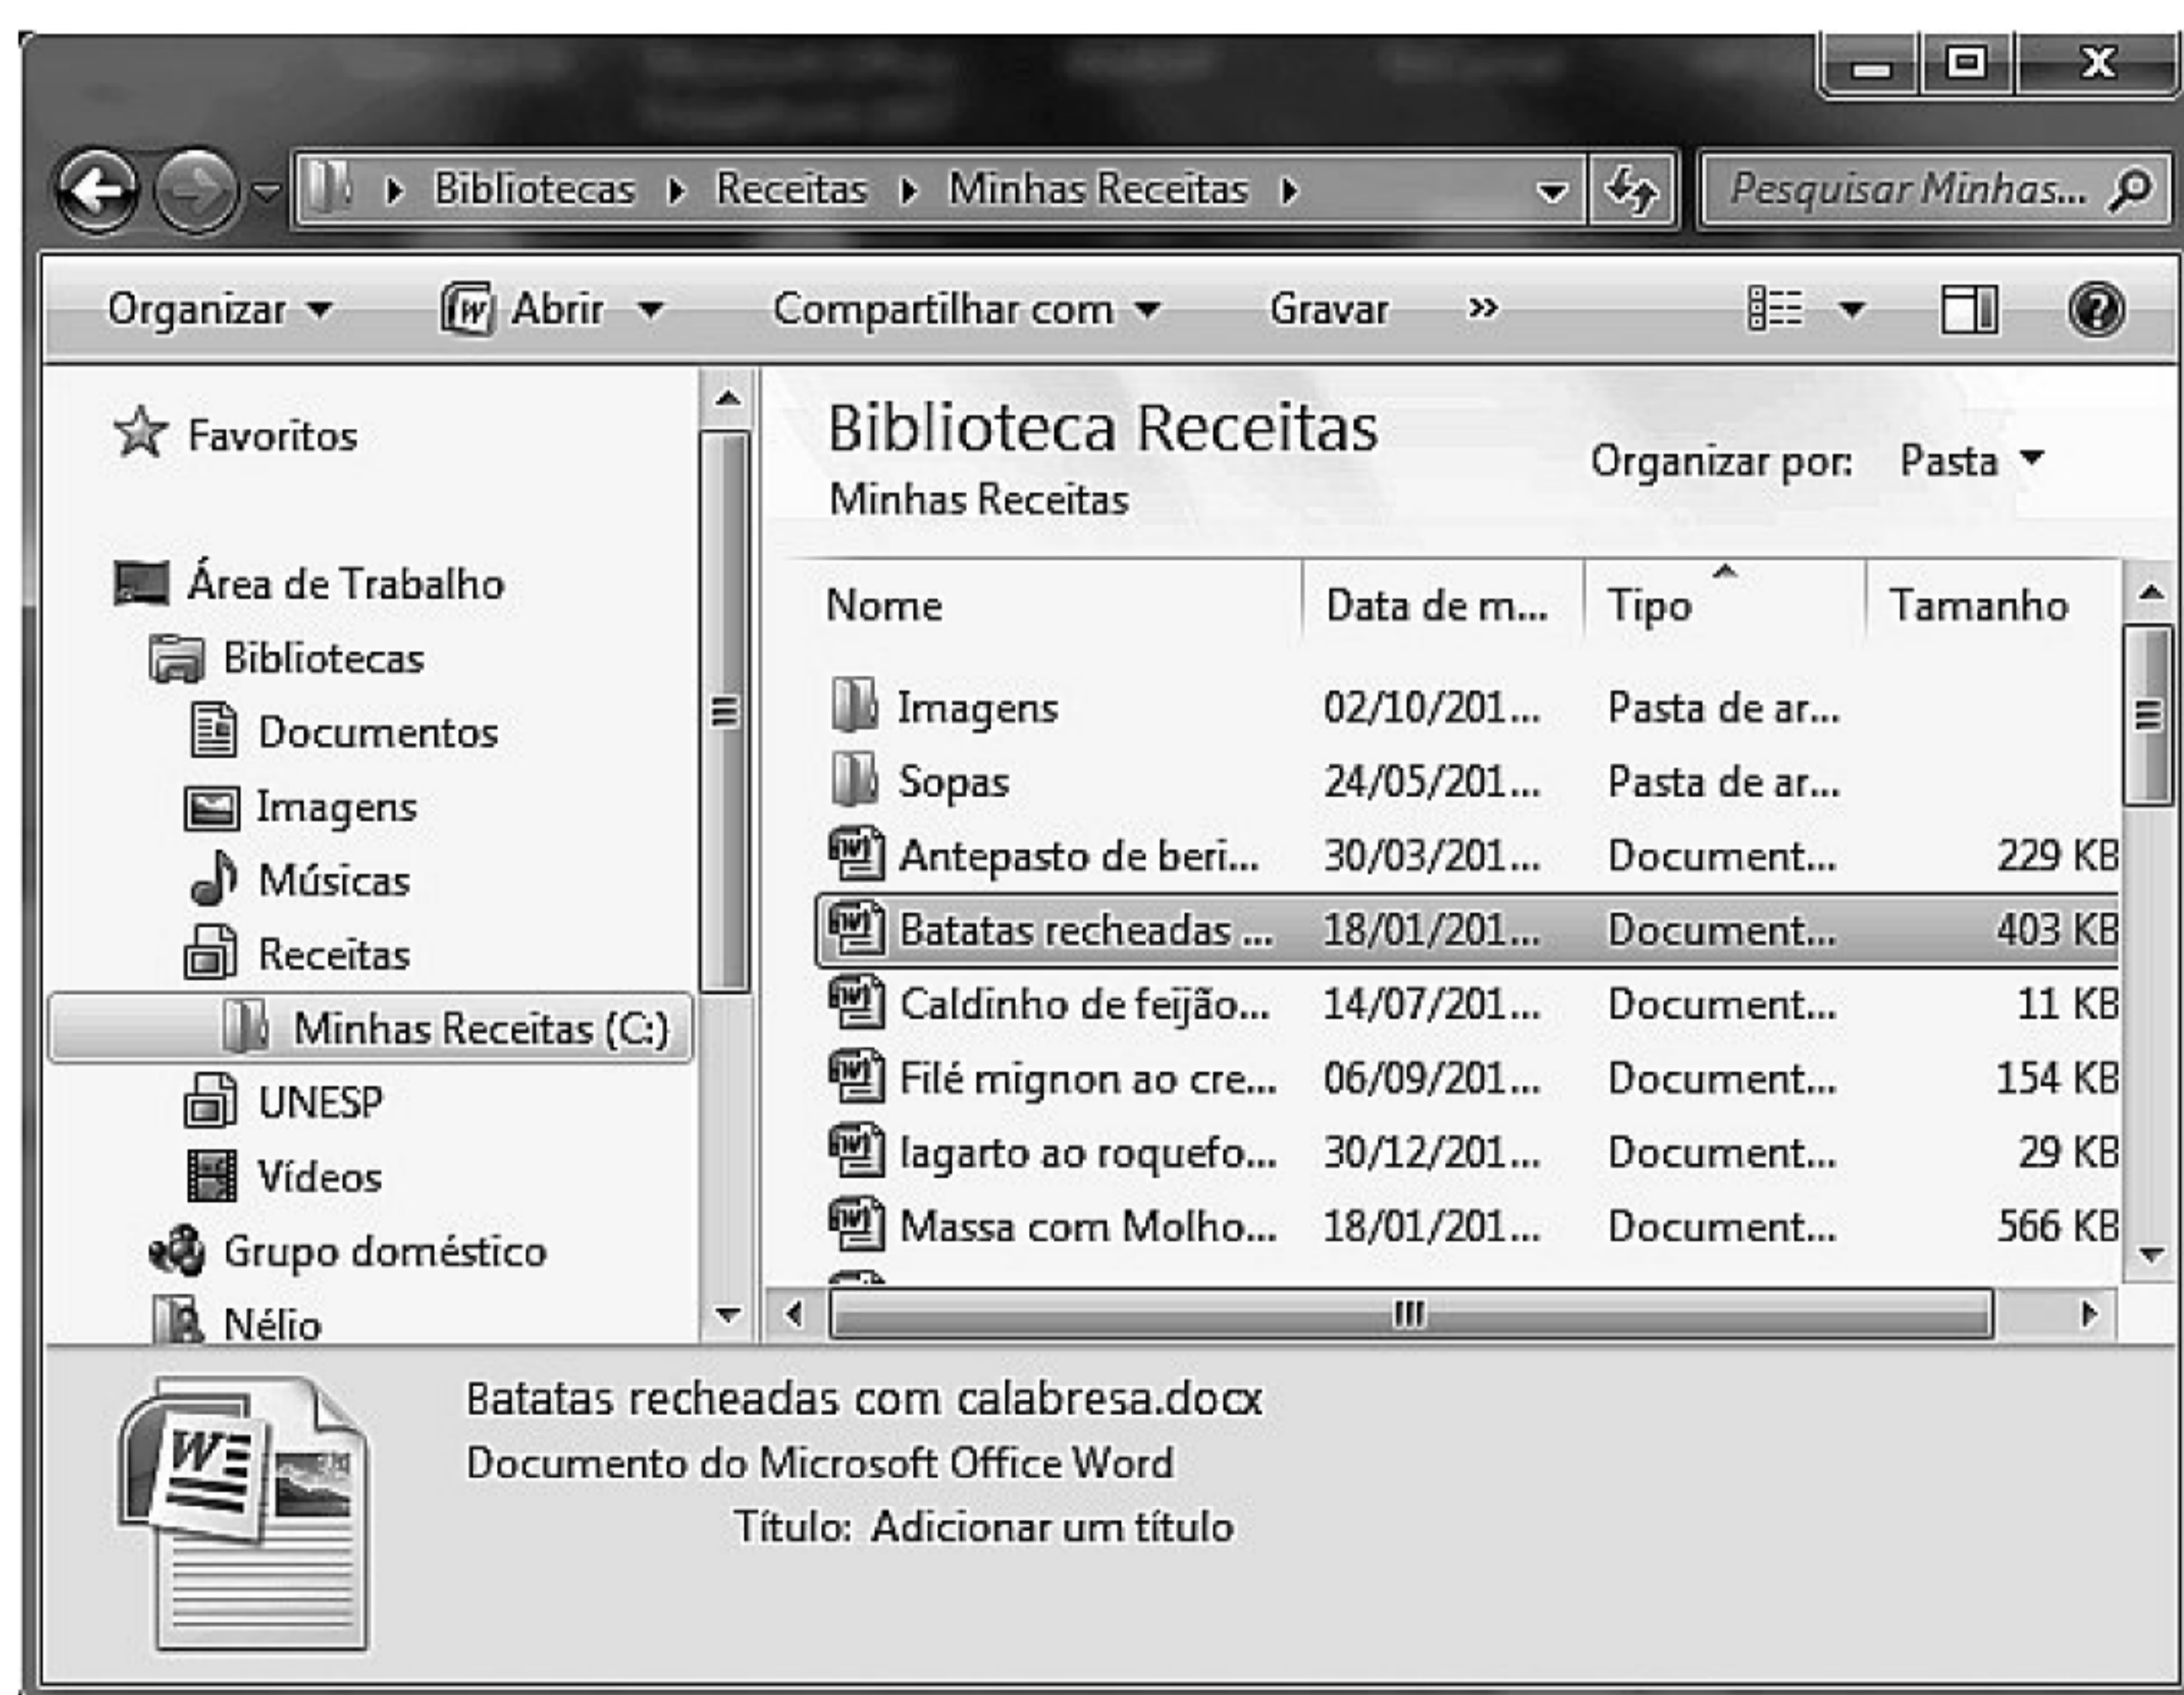 Bibliotecas Receitas Minhas Receitas
Pesquisar Minhas...
Organizar Abrir Compartilhar com Gravar »
Favoritos
Área de Trabalho
Bibliotecas
Documentos
Imagens
Músicas
Receitas
Minhas Receitas (C:)
UNESP
Vídeos
Grupo doméstico
Nélio
Biblioteca Receitas
Minhas Receitas
Organizar por: Pasta
Nome Data de m... Tipo Tamanho
Imagens 02/10/201... Pasta de ar...
Sopas 24/05/201... Pasta de ar...
Antepasto de beri... 30/03/201... Document... 229 KB
Batatas recheadas ... 18/01/201... Document... 403 KB
Caldinho de feijão... 14/07/201... Document... 11 KB
Filé mignon ao cre... 06/09/201... Document... 154 KB
lagarto ao roquefo... 30/12/201... Document... 29 KB
Massa com Molho... 18/01/201... Document... 566 KB
Batatas recheadas com calabresa.docx
Documento do Microsoft Office Word
Título: Adicionar um título